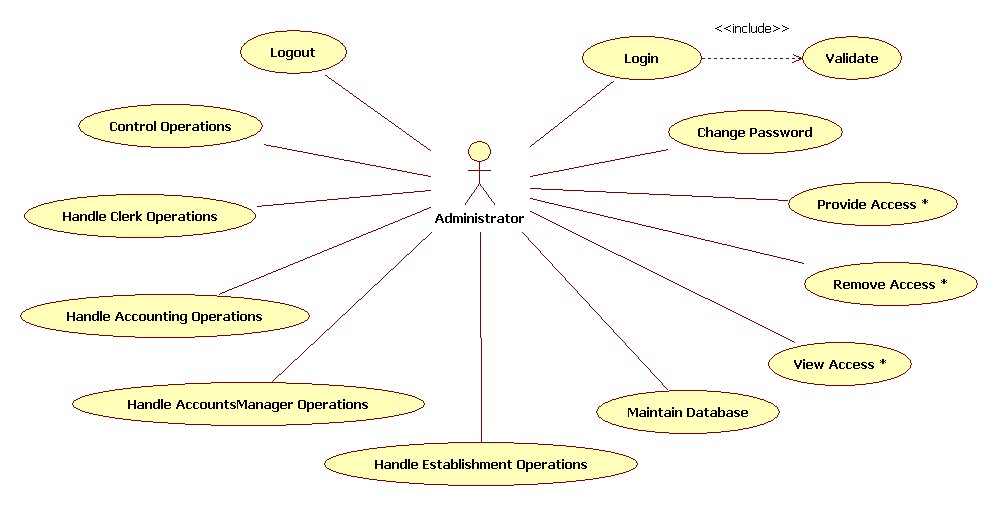 <<include>>
Logout
Login
Validate
Control Operations
Change Password
Handle Clerk Operations
Administrator
Provide Access *
Remove Access *
Handle Accounting Operations
View Access *
Handle AccountsManager Operations
Maintain Database
Handle Establishment Operations